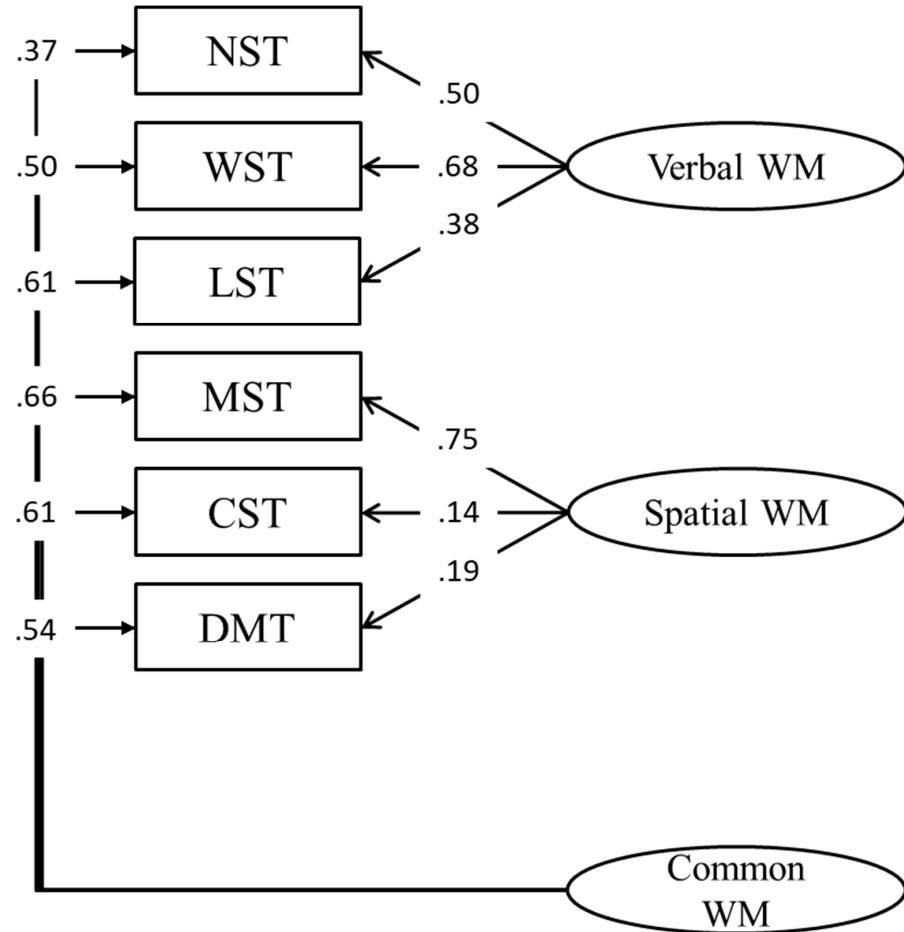 .37 NST
.50
.50 WST .68 Verbal WM
.38
.61 LST
.66 MST
.75
.61 CST .14 Spatial WM
.19
.54 DMT
Common
WM